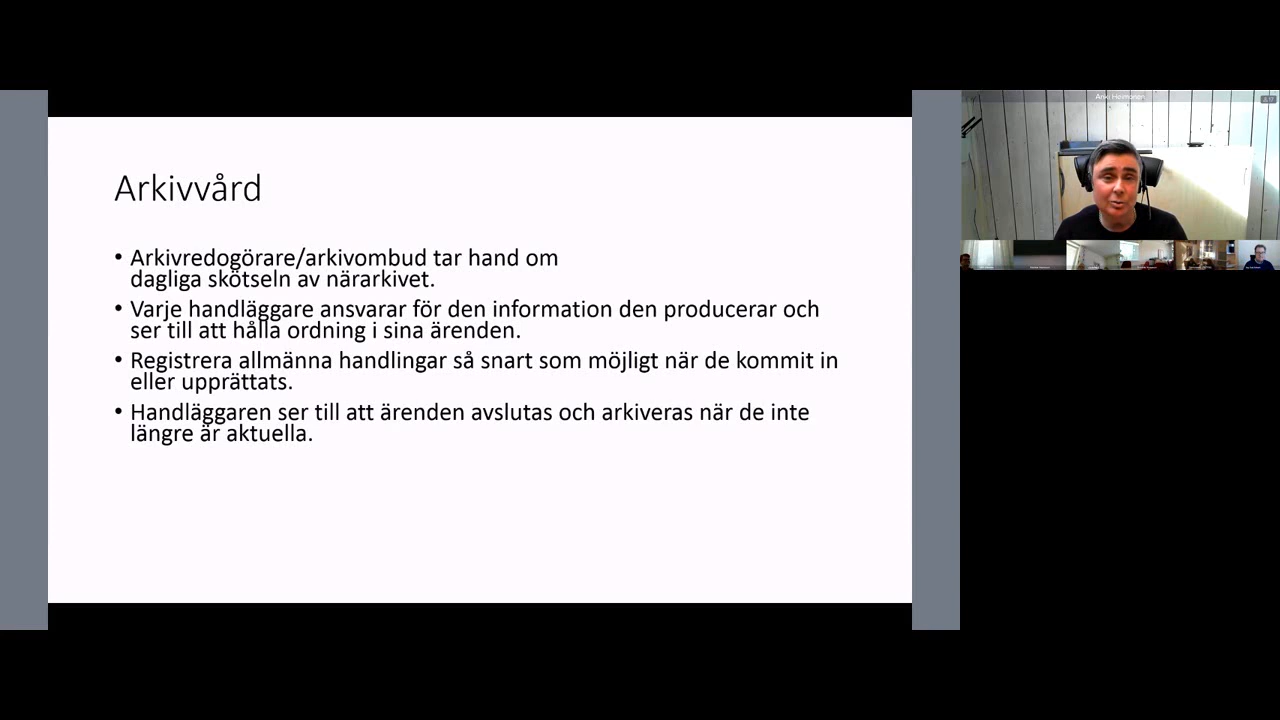 Arkivvård
• Arkivredogörare/arkivombud tar hand om
dagliga skötseln av närarkivet.
• Varje handläggare ansvarar för den information den producerar och
ser till att hålla ordning i sina ärenden.
• Registrera allmänna handlingar så snart som möjligt när de kommit in
eller upprättats.
• Handläggaren ser till att ärenden avslutas och arkiveras när de inte
längre är aktuella.